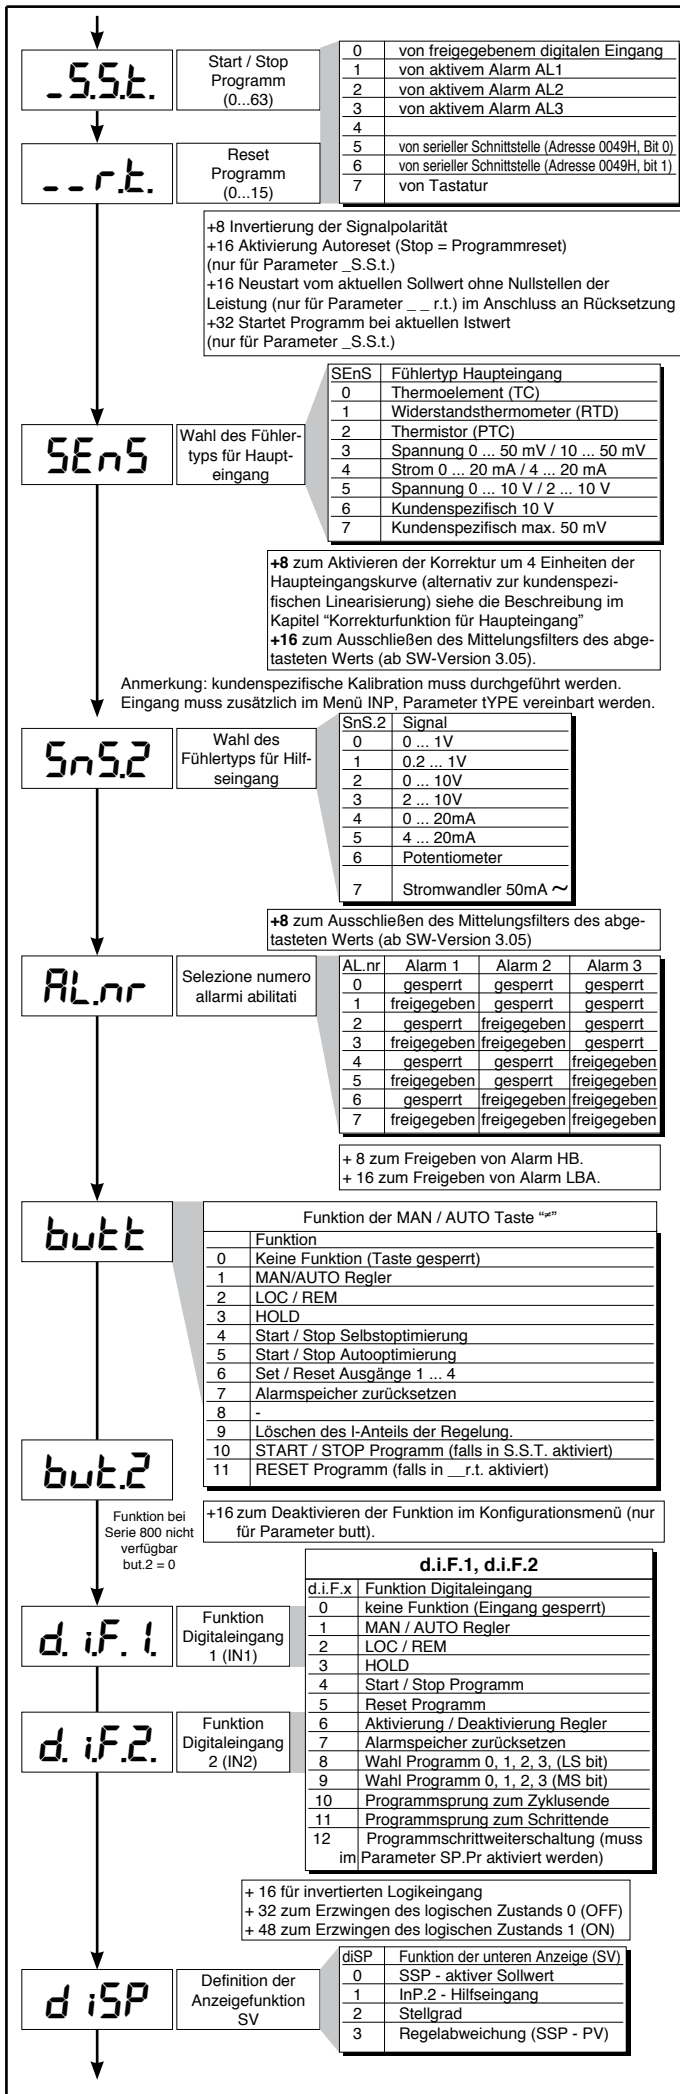 _S.S.t.
Start / Stop
Programm
(0...63)
0 von freigegebenem digitalen Eingang
1 von aktivem Alarm AL1
2 von aktivem Alarm AL2
3 von aktivem Alarm AL3
4
5 von serieller Schnittstelle (Adresse 0049H, Bit 0)
6 von serieller Schnittstelle (Adresse 0049H, bit 1)
7 von Tastatur
_ _ r.t.
Reset
Programm
(0...15)
+8 Invertierung der Signalpolarität
+16 Aktivierung Autoreset (Stop = Programmreset)
(nur für Parameter _S.S.t.)
+16 Neustart vom aktuellen Sollwert ohne Nullstellen der
Leistung (nur für Parameter _ _ r.t.) im Anschluss an Rücksetzung
+32 Startet Programm bei aktuellen Istwert
(nur für Parameter _S.S.t.)
SEnS
Wahl des Fühler-
typs für Haupt-
eingang
SEnS Fühlertyp Haupteingang
0 Thermoelement (TC)
1 Widerstandsthermometer (RTD)
2 Thermistor (PTC)
3 Spannung 0 ... 50 mV / 10 ... 50 mV
4 Strom 0 ... 20 mA / 4 ... 20 mA
5 Spannung 0 ... 10 V / 2 ... 10 V
6 Kundenspezifisch 10 V
7 Kundenspezifisch max. 50 mV
+8 zum Aktivieren der Korrektur um 4 Einheiten der
Haupteingangskurve (alternativ zur kundenspezi-
fischen Linearisierung) siehe die Beschreibung im
Kapitel “Korrekturfunktion für Haupteingang”
+16 zum Ausschließen des Mittelungsfilters des abge-
tasteten Werts (ab SW-Version 3.05).
Anmerkung: kundenspezifische Kalibration muss durchgeführt werden.
Eingang muss zusätzlich im Menü INP, Parameter tYPE vereinbart werden.
SnS.2
Wahl des
Fühlertyps für Hilf-
seingang
SnS.2 Signal
0 0 ... 1V
1 0.2 ... 1V
2 0 ... 10V
3 2 ... 10V
4 0 ... 20mA
5 4 ... 20mA
6 Potentiometer
7 Stromwandler 50mA ~
+8 zum Ausschließen des Mittelungsfilters des abge-
tasteten Werts (ab SW-Version 3.05)
AL.nr
Selezione numero
allarmi abilitati
AL.nr Alarm 1 Alarm 2 Alarm 3
0 gesperrt gesperrt gesperrt
1 freigegeben gesperrt gesperrt
2 gesperrt freigegeben gesperrt
3 freigegeben freigegeben gesperrt
4 gesperrt gesperrt freigegeben
5 freigegeben gesperrt freigegeben
6 gesperrt freigegeben freigegeben
7 freigegeben freigegeben freigegeben
+ 8 zum Freigeben von Alarm HB.
+ 16 zum Freigeben von Alarm LBA.
butt
Funktion der MAN / AUTO Taste “≠”
Funktion
0 Keine Funktion (Taste gesperrt)
1 MAN/AUTO Regler
2 LOC / REM
3 HOLD
4 Start / Stop Selbstoptimierung
5 Start / Stop Autooptimierung
6 Set / Reset Ausgänge 1 ... 4
7 Alarmspeicher zurücksetzen
8 -
9 Löschen des I-Anteils der Regelung.
10 START / STOP Programm (falls in S.S.T. aktiviert)
11 RESET Programm (falls in __r.t. aktiviert)
but.2
Funktion bei
Serie 800 nicht
verfügbar
but.2 = 0
+16 zum Deaktivieren der Funktion im Konfigurationsmenü (nur
für Parameter butt).
d.i.F.1, d.i.F.2
d.i.F.x Funktion Digitaleingang
0 keine Funktion (Eingang gesperrt)
1 MAN / AUTO Regler
2 LOC / REM
3 HOLD
4 Start / Stop Programm
5 Reset Programm
6 Aktivierung / Deaktivierung Regler
7 Alarmspeicher zurücksetzen
8 Wahl Programm 0, 1, 2, 3, (LS bit)
9 Wahl Programm 0, 1, 2, 3 (MS bit)
10 Programmsprung zum Zyklusende
11 Programmsprung zum Schrittende
12 Programmschrittweiterschaltung (muss
im Parameter SP.Pr aktiviert werden)
d. i.F. 1.
Funktion
Digitaleingang
1 (IN1)
d. i.F.2.
Funktion
Digitaleingang
2 (IN2)
+ 16 für invertierten Logikeingang
+ 32 zum Erzwingen des logischen Zustands 0 (OFF)
+ 48 zum Erzwingen des logischen Zustands 1 (ON)
d iSP
Definition der
Anzeigefunktion
SV
diSP Funktion der unteren Anzeige (SV)
0 SSP - aktiver Sollwert
1 InP.2 - Hilfseingang
2 Stellgrad
3 Regelabweichung (SSP - PV)